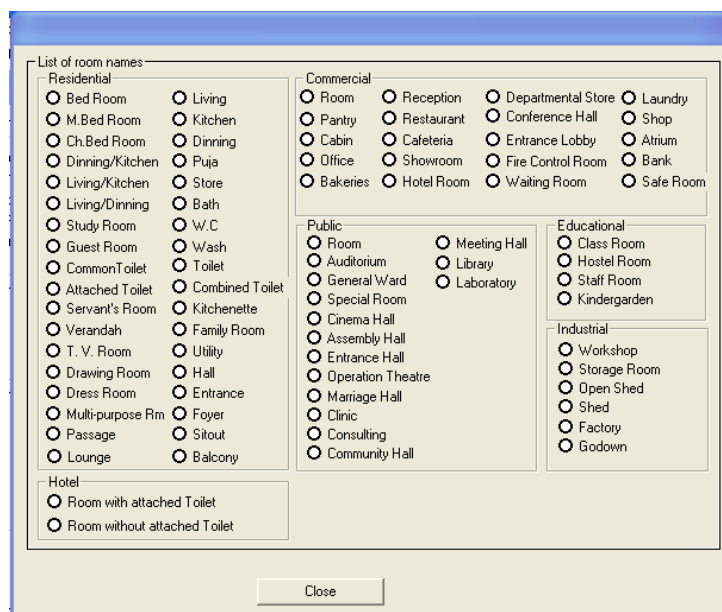 List of room names
Residential
Bed Room
M.Bed Room
Ch.Bed Room
Dinning/Kitchen
Living/Kitchen
Living/Dinning
Study Room
Guest Room
CommonToilet
Attached Toilet
Servant's Room
Verandah
T. V. Room
Drawing Room
Dress Room
Multi-purpose Rm
Passage
Lounge
Living
Kitchen
Dinning
Puja
Store
Bath
W.C
Wash
Toilet
Combined Toilet
Kitchenette
Family Room
Utility
Hall
Entrance
Foyer
Sitout
Balcony
Hotel
Room with attached Toilet
Room without attached Toilet
Commercial
Room
Pantry
Cabin
Office
Bakeries
Reception
Restaurant
Cafeteria
Showroom
Hotel Room
Departmental Store
Conference Hall
Entrance Lobby
Fire Control Room
Waiting Room
Laundry
Shop
Atrium
Bank
Safe Room
Public
Room
Auditorium
General Ward
Special Room
Cinema Hall
Assembly Hall
Entrance Hall
Operation Theatre
Marriage Hall
Clinic
Consulting
Community Hall
Meeting Hall
Library
Laboratory
Educational
Class Room
Hostel Room
Staff Room
Kindergarden
Industrial
Workshop
Storage Room
Open Shed
Shed
Factory
Godown
Close